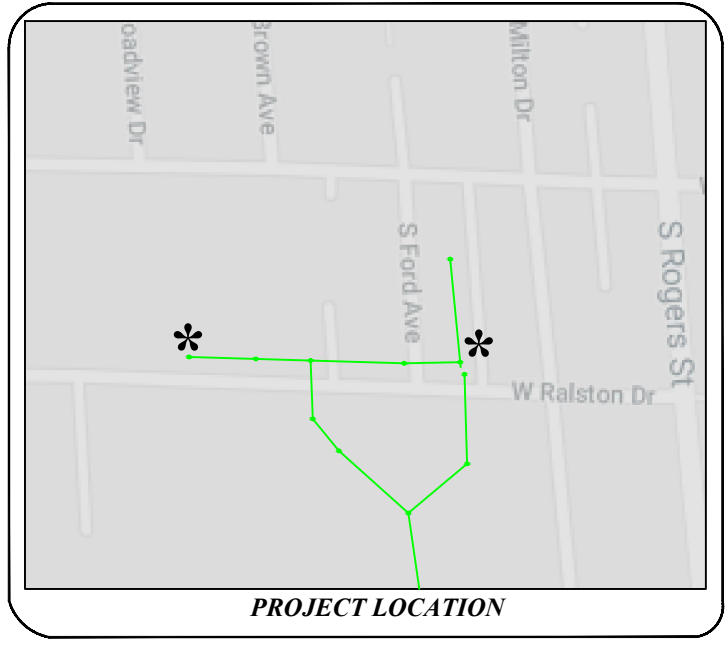 oadview Dr
Brown Ave
Milton Dr
S Ford Ave
S Rogers St
*
*
W Ralston Dr
PROJECT LOCATION